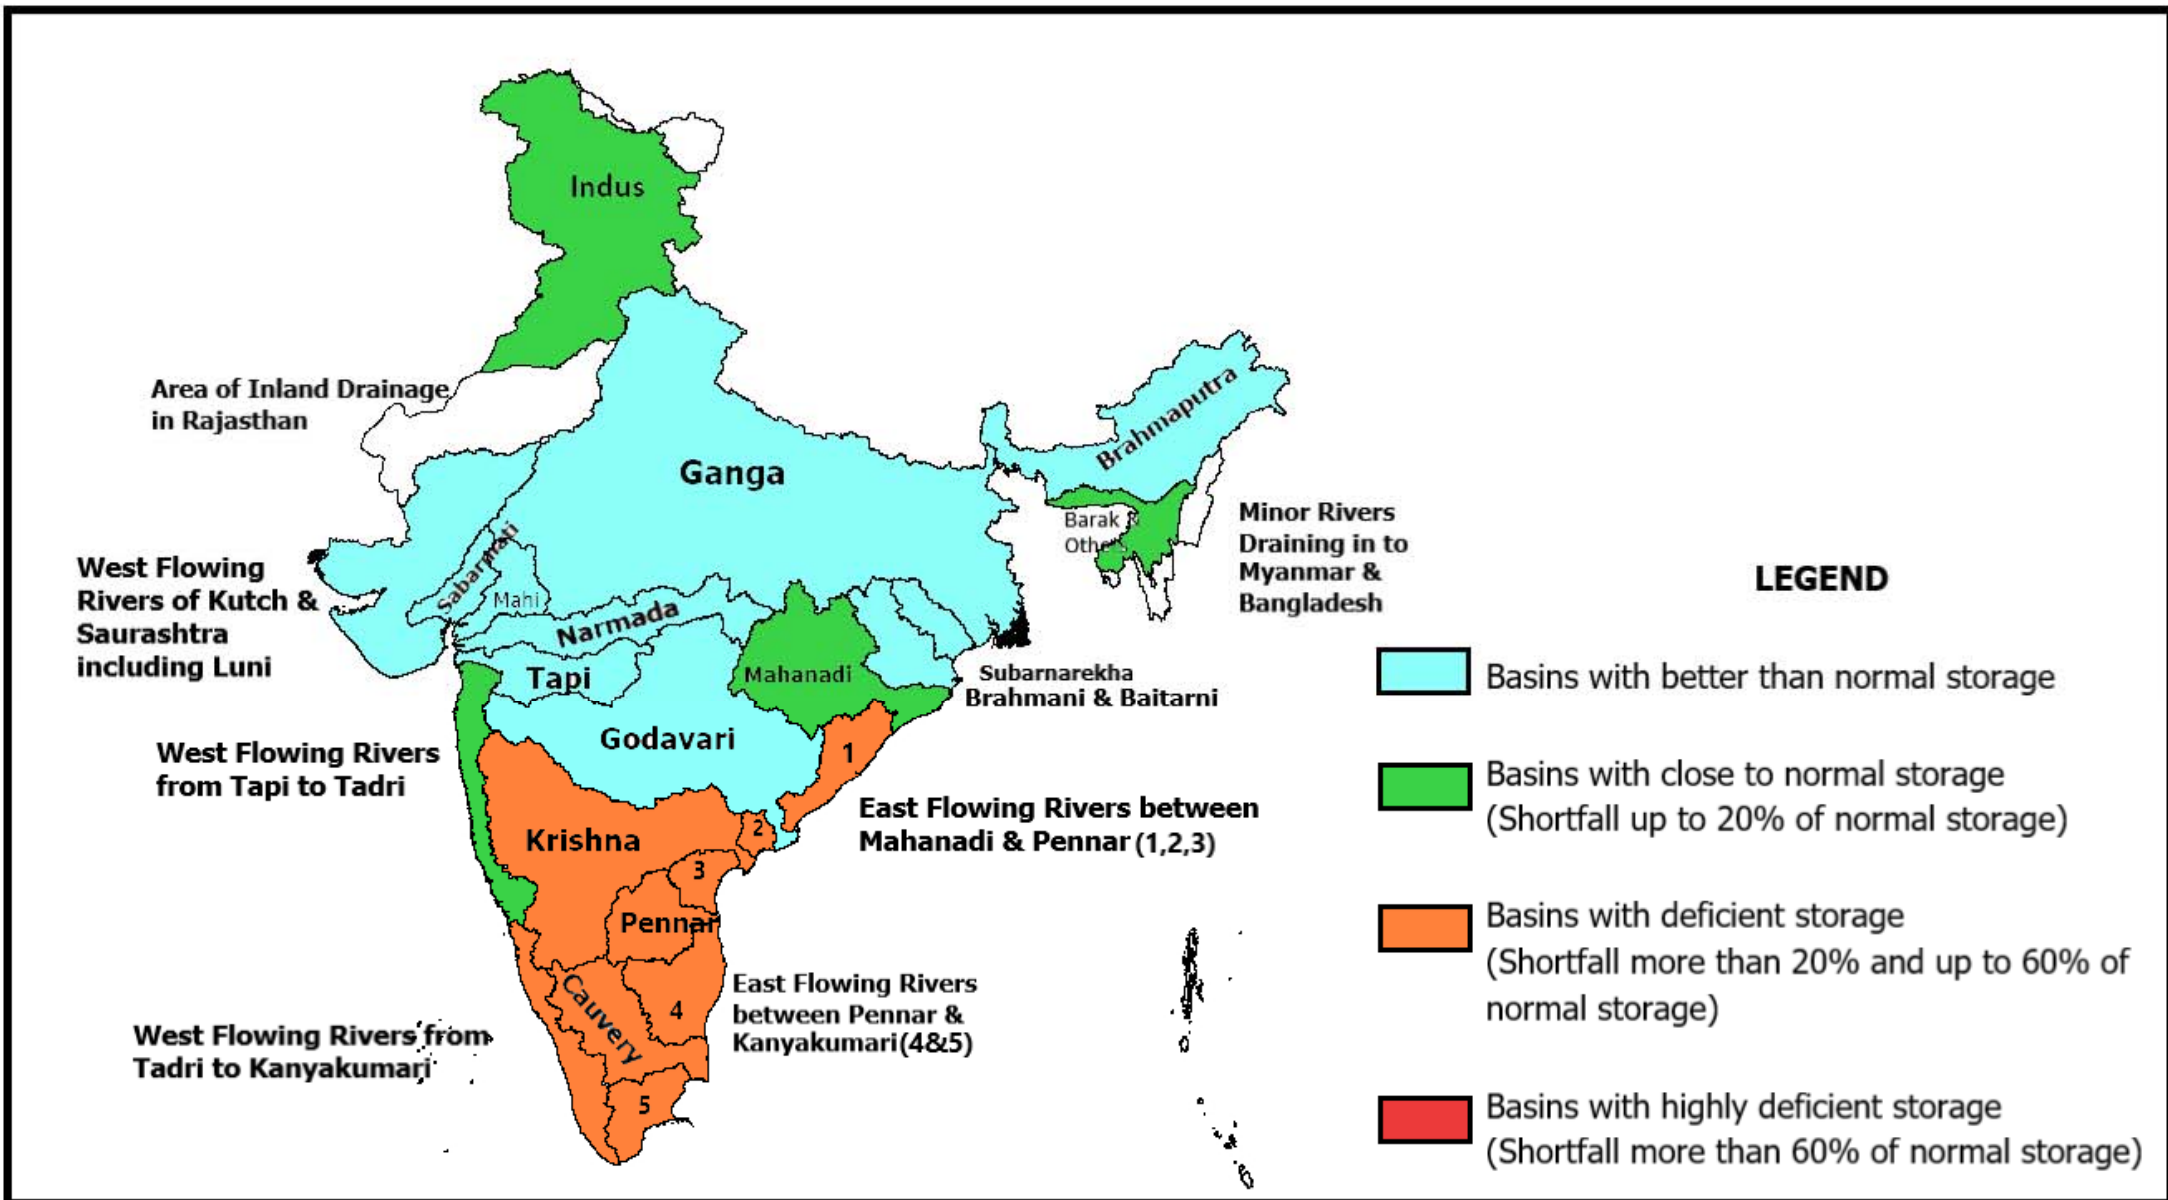 Indus
Area of Inland Drainage
in Rajasthan
Ganga
Brahmaputra
Barak &
Others
Minor Rivers
Draining in to
Myanmar &
Bangladesh
West Flowing
Rivers of Kutch &
Saurashtra
including Luni
Sabarmati
Mahi
Narmada
Tapi
Mahanadi
Subarnarekha
Brahmani & Baitarni
Godavari
West Flowing Rivers
from Tapi to Tadri
1
East Flowing Rivers between
Mahanadi & Pennar (1,2,3)
Krishna
2
3
Pennar
Cauvery
4
East Flowing Rivers
between Pennar &
Kanyakumari(4&5)
West Flowing Rivers from
Tadri to Kanyakumari
5
LEGEND
Basins with better than normal storage
Basins with close to normal storage
(Shortfall up to 20% of normal storage)
Basins with deficient storage
(Shortfall more than 20% and up to 60% of
normal storage)
Basins with highly deficient storage
(Shortfall more than 60% of normal storage)